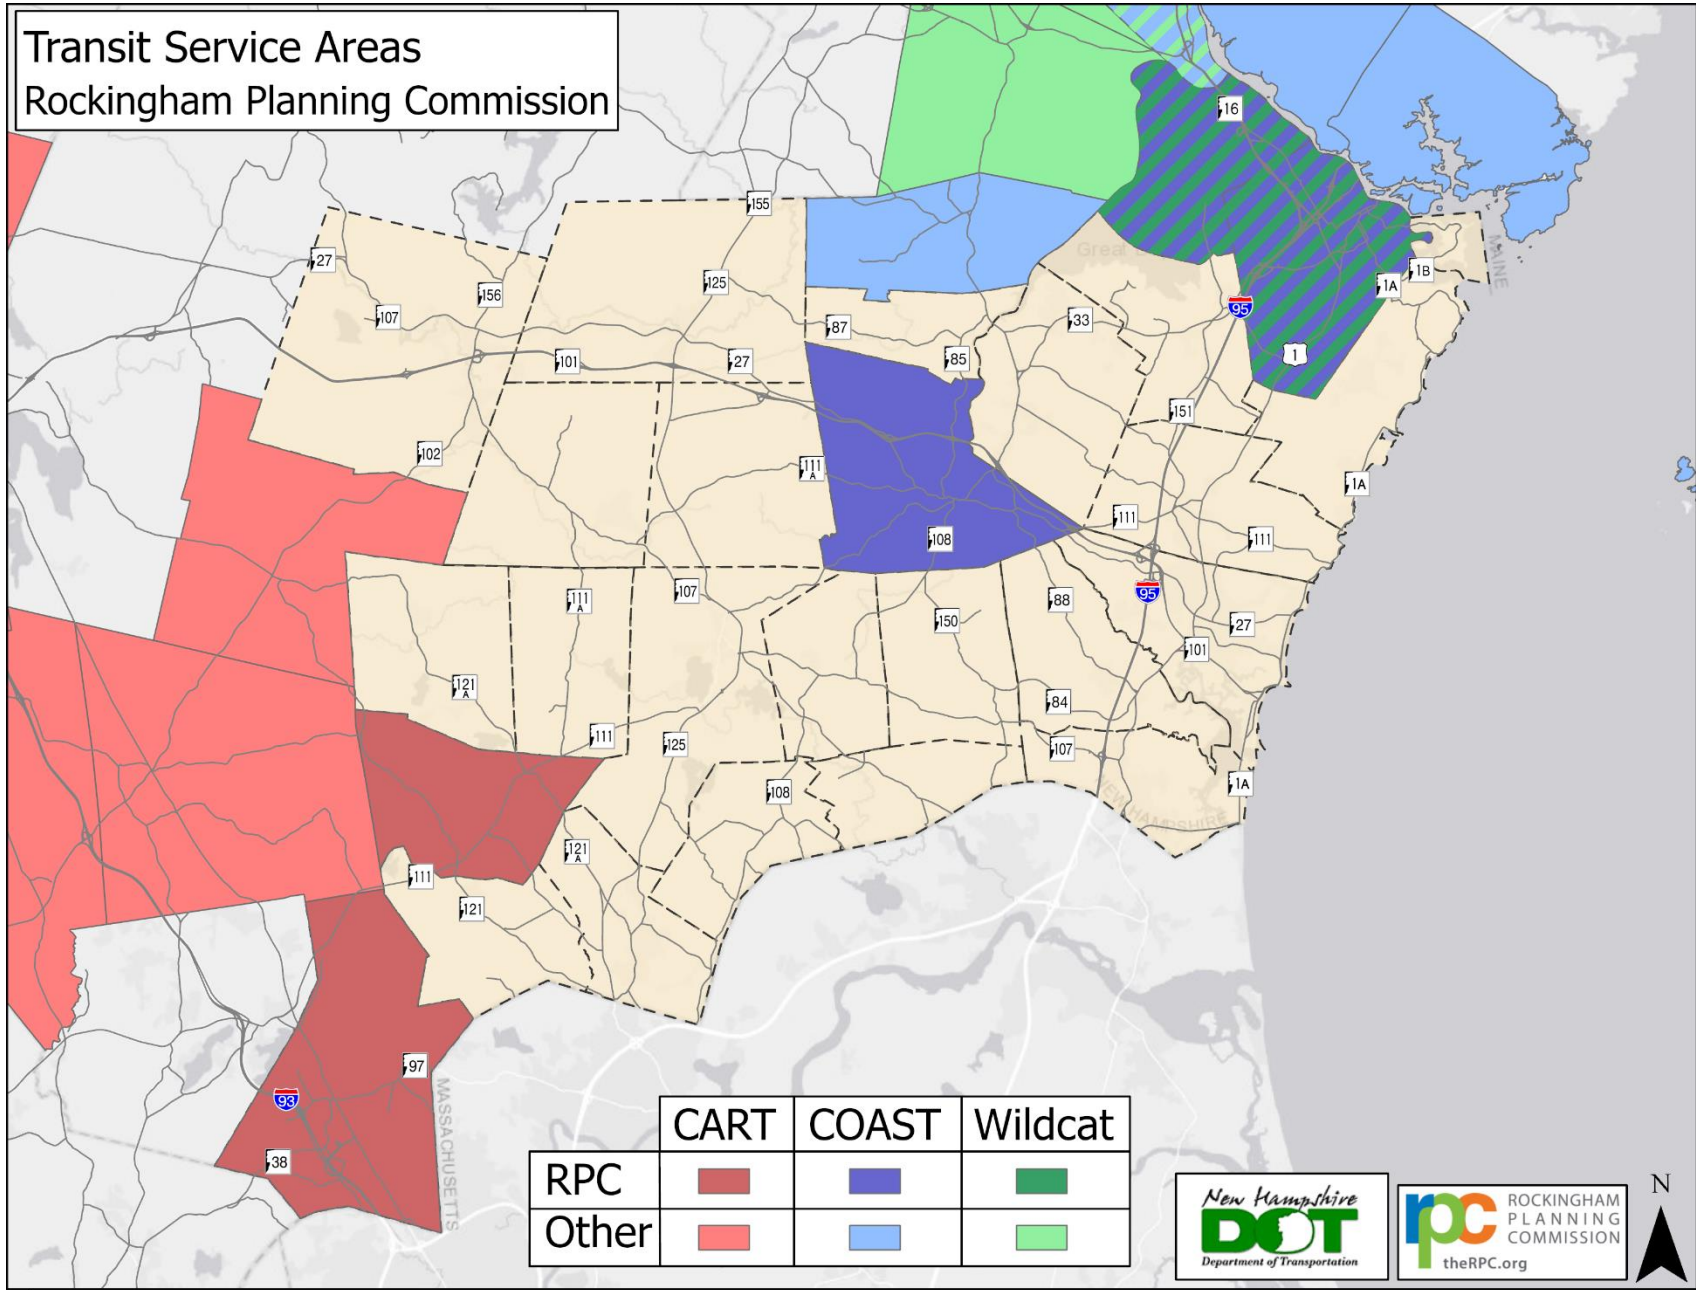 Transit Service Areas
Rockingham Planning Commission
16
155
27
156
125
107
87
33
95
1A
1B
MAINE
101
27
85
1
151
102
111
A
1A
108
111
111
111
A
107
150
88
95
27
101
121
A
111
125
84
107
108
1A
NEW HAMPSHIRE
121
A
111
121
97
93
38
MASSACHUSETTS
CART COAST Wildcat
RPC
Other
New Hampshire
DOT
Department of Transportation
rpc
ROCKINGHAM
PLANNING
COMMISSION
theRPC.org
N